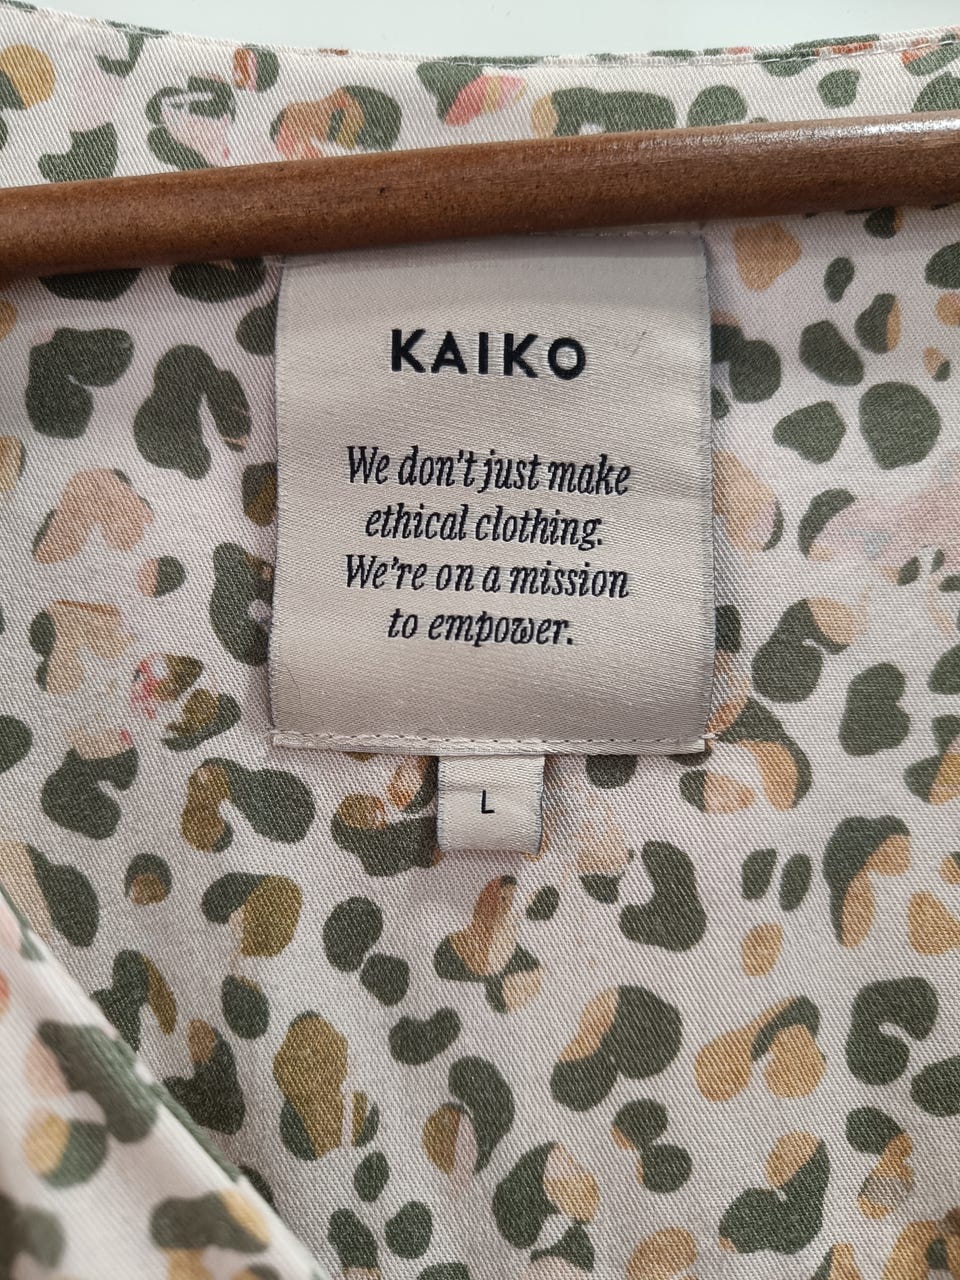 KAIKO
We don't just make
ethical clothing.
We're on a mission
to empower.
L